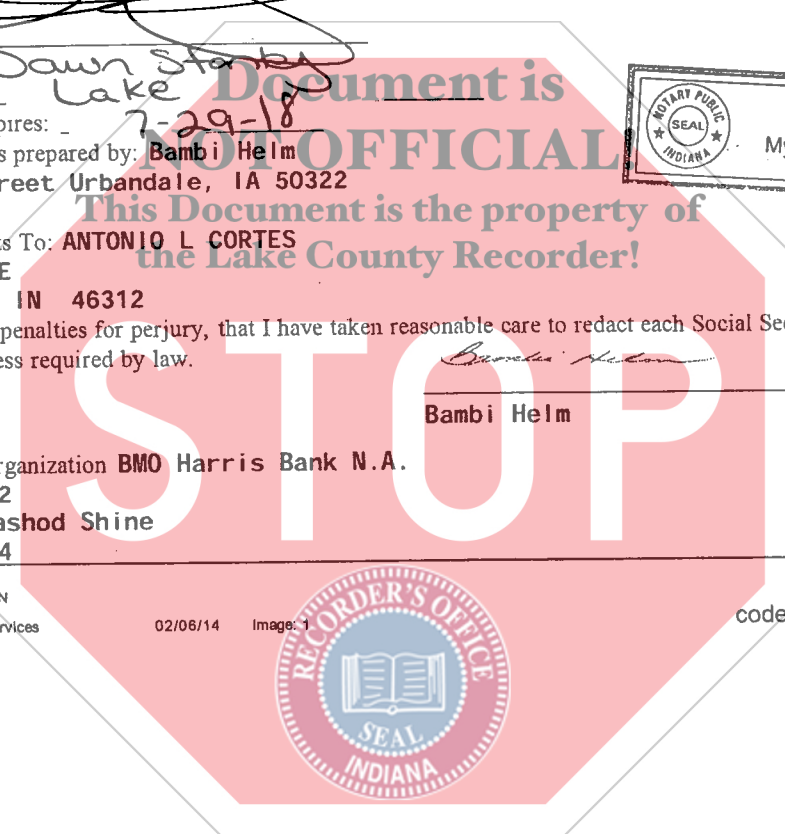 Dawn Stanley
Lake
pires: 7-29-18
s prepared by: Bambi Helm
reet Urbandale, IA 50322
s To: ANTONIO L CORTES
E
IN 46312
penalties for perjury, that I have taken reasonable care to redact each Social Sec
ess required by law.
Bambi Helm
Bambi Helm
rganization BMO Harris Bank N.A.
2
ashod Shine
4
N
rvices 02/06/14 Image: 1 code
NOTARY PUBLIC
SEAL
INDIANA
My
Document is
NOT OFFICIAL!
This Document is the property of
the Lake County Recorder!
STOP
RECORDER'S OFFICE
SEAL
INDIANA